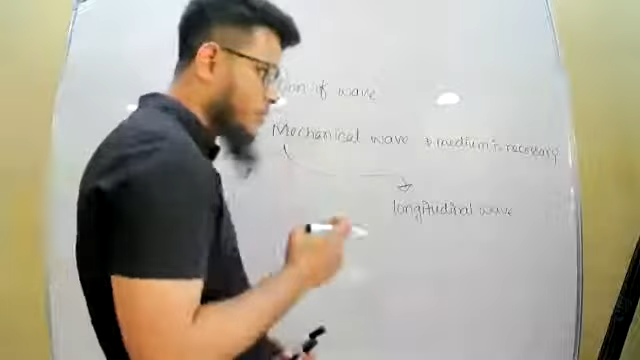 of wave
Mechanical wave medium is necessary
longitudinal wave